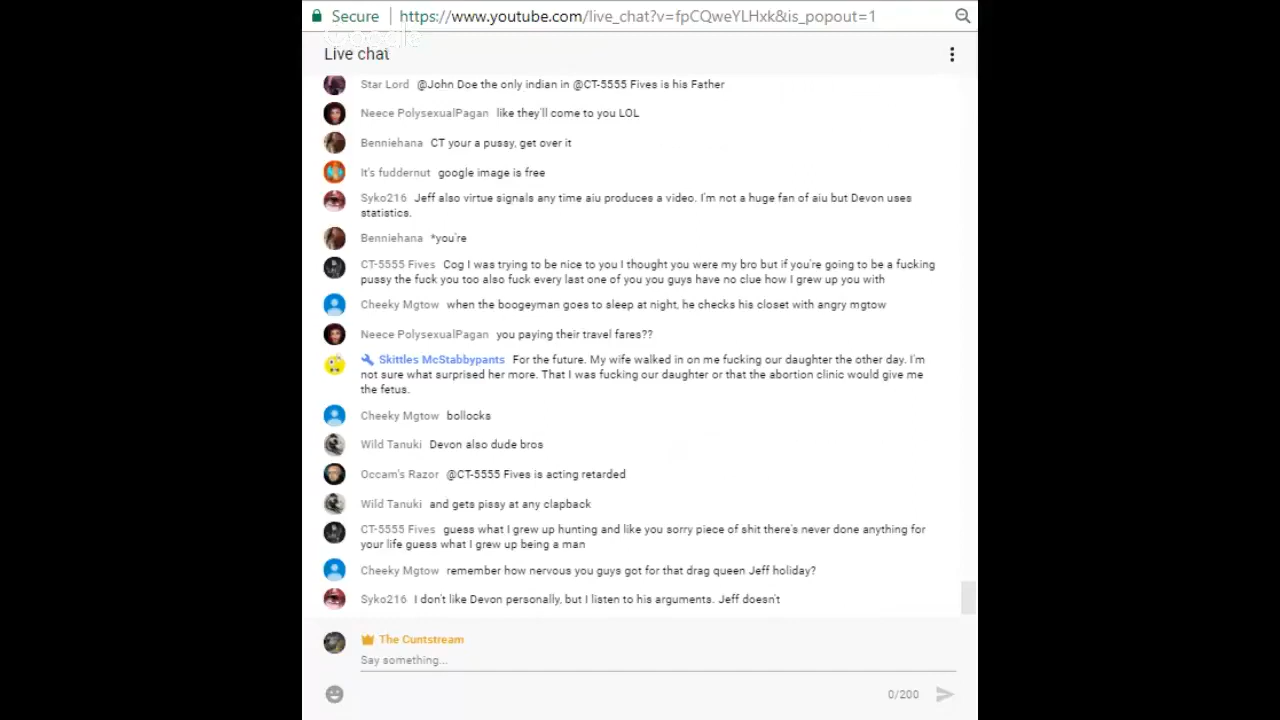 Secure https://www.youtube.com/live_chat?v=fpCQweYLHxk&is_popout=1
Google
Live chat
Star Lord @John Doe the only indian in @CT-5555 Fives is his Father
Neece PolysexualPagan like they'll come to you LOL
Benniehana CT your a pussy, get over it
It's fuddernut google image is free
Syko216 Jeff also virtue signals any time aiu produces a video. I'm not a huge fan of aiu but Devon uses
statistics.
Benniehana *you're
CT-5555 Fives Cog I was trying to be nice to you I thought you were my bro but if you're going to be a fucking
pussy the fuck you too also fuck every last one of you you guys have no clue how I grew up you with
Cheeky Mgtow when the boogeyman goes to sleep at night, he checks his closet with angry mgtow
Neece PolysexualPagan you paying their travel fares??
Skittles McStabbypants For the future. My wife walked in on me fucking our daughter the other day. I'm
not sure what surprised her more. That I was fucking our daughter or that the abortion clinic would give me
the fetus.
Cheeky Mgtow bollocks
Wild Tanuki Devon also dude bros
Occam's Razor @CT-5555 Fives is acting retarded
Wild Tanuki and gets pissy at any clapback
CT-5555 Fives guess what I grew up hunting and like you sorry piece of shit there's never done anything for
your life guess what I grew up being a man
Cheeky Mgtow remember how nervous you guys got for that drag queen Jeff holiday?
Syko216 I don't like Devon personally, but I listen to his arguments. Jeff doesn't
The Cuntstream
Say something...
0/200